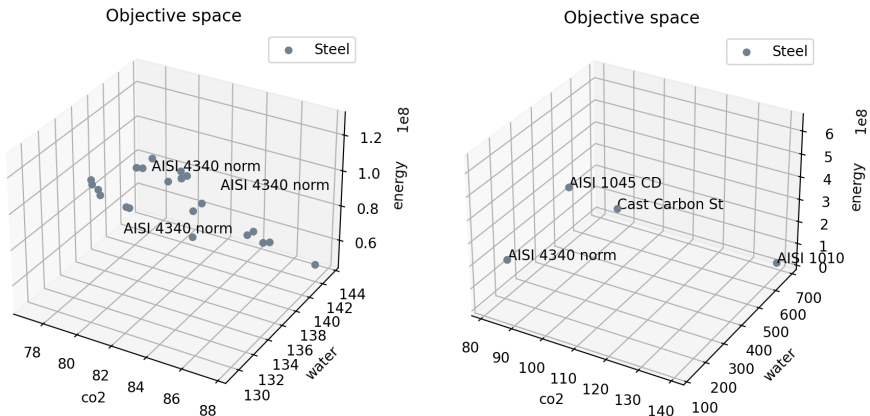 Objective space
Steel
1e8
1.2
1.0
0.8
0.6
energy
AISI 4340 norm
AISI 4340 norm
AISI 4340 norm
144
142
140
138
136
134
132
130
water
78
80
82
84
86
88
co2
Objective space
Steel
1e8
6
5
4
3
2
1
0
energy
AISI 1045 CD
Cast Carbon St
AISI 4340 norm
AISI 1010
700
600
500
400
300
200
100
water
80
90
100
110
120
130
140
co2